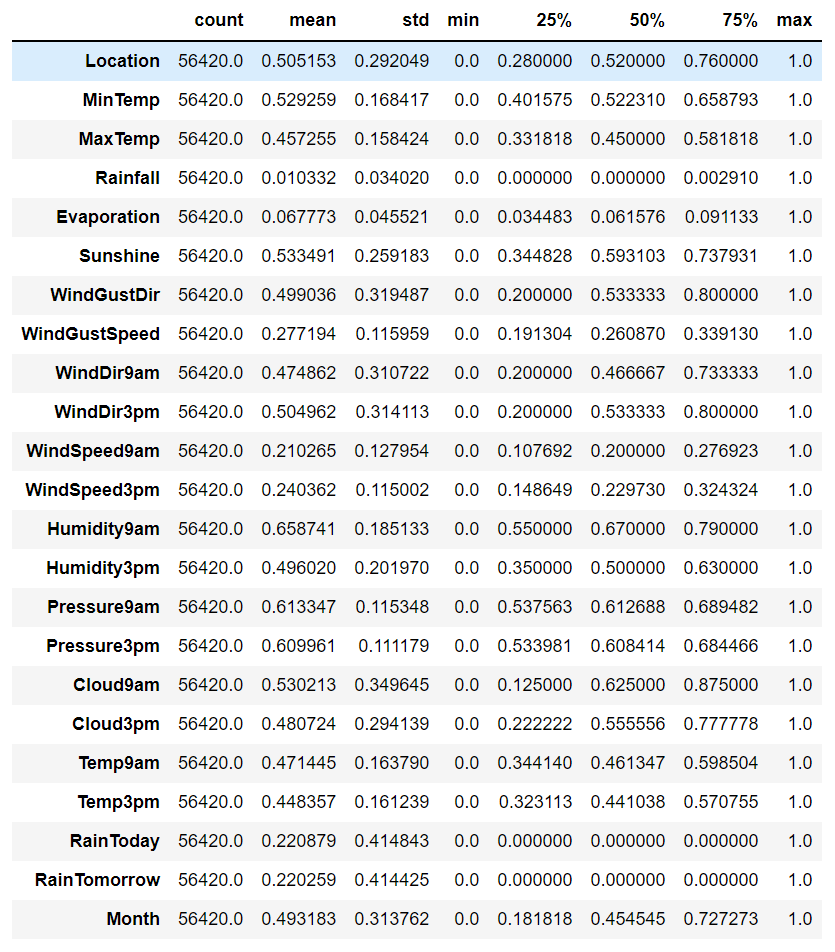 count mean std min 25% 50% 75% max
Location 56420.0 0.505153 0.292049 0.0 0.280000 0.520000 0.760000 1.0
MinTemp 56420.0 0.529259 0.168417 0.0 0.401575 0.522310 0.658793 1.0
MaxTemp 56420.0 0.457255 0.158424 0.0 0.331818 0.450000 0.581818 1.0
Rainfall 56420.0 0.010332 0.034020 0.0 0.000000 0.000000 0.002910 1.0
Evaporation 56420.0 0.067773 0.045521 0.0 0.034483 0.061576 0.091133 1.0
Sunshine 56420.0 0.533491 0.259183 0.0 0.344828 0.593103 0.737931 1.0
WindGustDir 56420.0 0.499036 0.319487 0.0 0.200000 0.533333 0.800000 1.0
WindGustSpeed 56420.0 0.277194 0.115959 0.0 0.191304 0.260870 0.339130 1.0
WindDir9am 56420.0 0.474862 0.310722 0.0 0.200000 0.466667 0.733333 1.0
WindDir3pm 56420.0 0.504962 0.314113 0.0 0.200000 0.533333 0.800000 1.0
WindSpeed9am 56420.0 0.210265 0.127954 0.0 0.107692 0.200000 0.276923 1.0
WindSpeed3pm 56420.0 0.240362 0.115002 0.0 0.148649 0.229730 0.324324 1.0
Humidity9am 56420.0 0.658741 0.185133 0.0 0.550000 0.670000 0.790000 1.0
Humidity3pm 56420.0 0.496020 0.201970 0.0 0.350000 0.500000 0.630000 1.0
Pressure9am 56420.0 0.613347 0.115348 0.0 0.537563 0.612688 0.689482 1.0
Pressure3pm 56420.0 0.609961 0.111179 0.0 0.533981 0.608414 0.684466 1.0
Cloud9am 56420.0 0.530213 0.349645 0.0 0.125000 0.625000 0.875000 1.0
Cloud3pm 56420.0 0.480724 0.294139 0.0 0.222222 0.555556 0.777778 1.0
Temp9am 56420.0 0.471445 0.163790 0.0 0.344140 0.461347 0.598504 1.0
Temp3pm 56420.0 0.448357 0.161239 0.0 0.323113 0.441038 0.570755 1.0
RainToday 56420.0 0.220879 0.414843 0.0 0.000000 0.000000 0.000000 1.0
RainTomorrow 56420.0 0.220259 0.414425 0.0 0.000000 0.000000 0.000000 1.0
Month 56420.0 0.493183 0.313762 0.0 0.181818 0.454545 0.727273 1.0